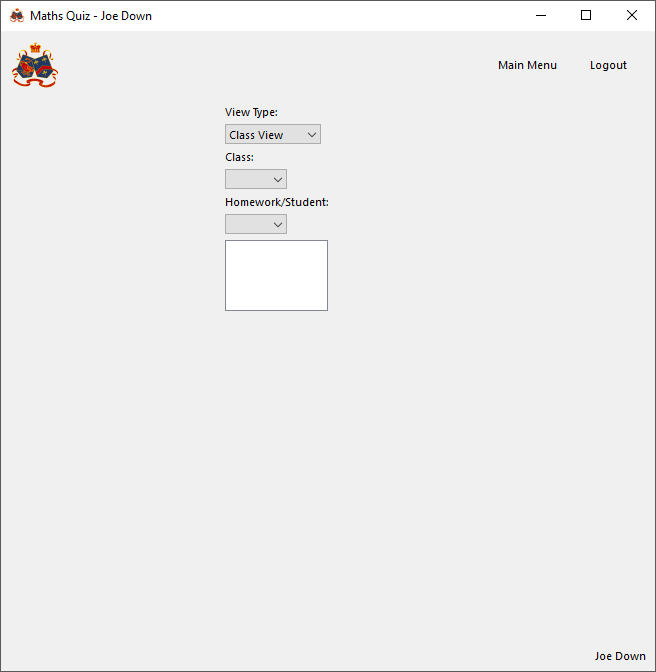 Maths Quiz - Joe Down
Main Menu Logout
View Type:
Class View
Class:
Homework/Student:
Joe Down